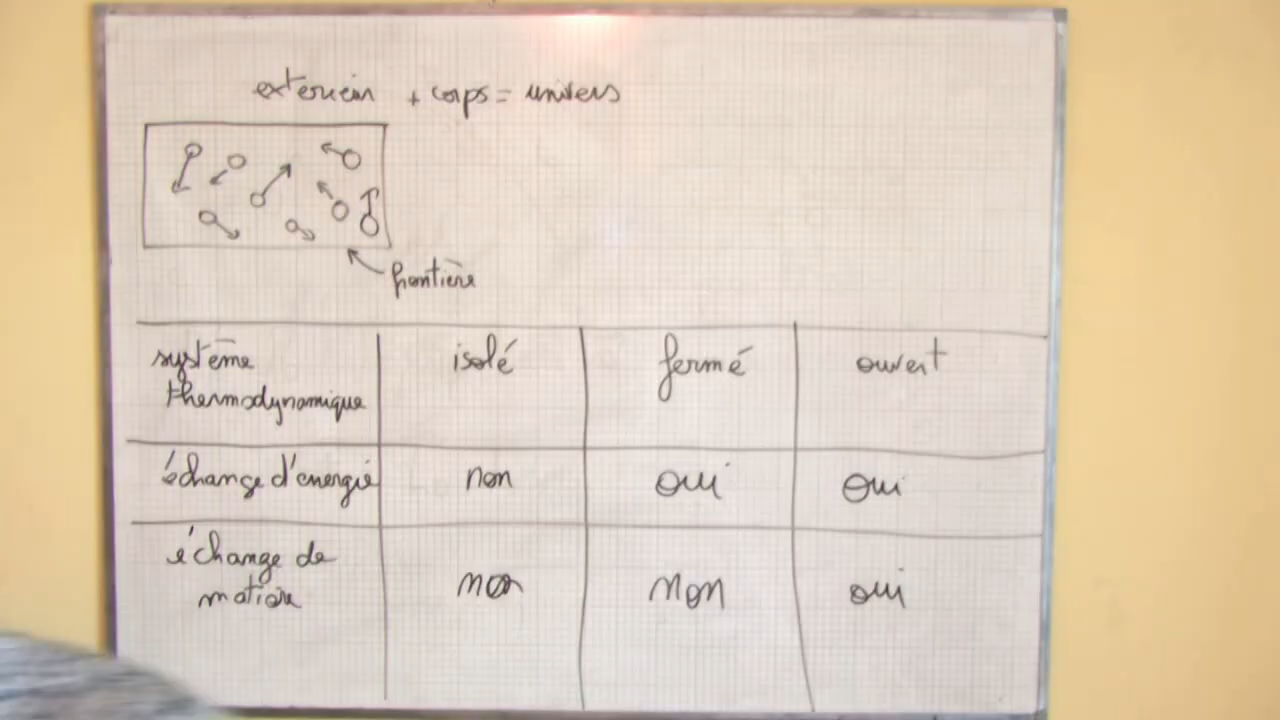 exterieur + corps = univers
frontière
système thermodynamique isolé fermé ouvert
échange d'énergie non oui oui
échange de matière non non oui